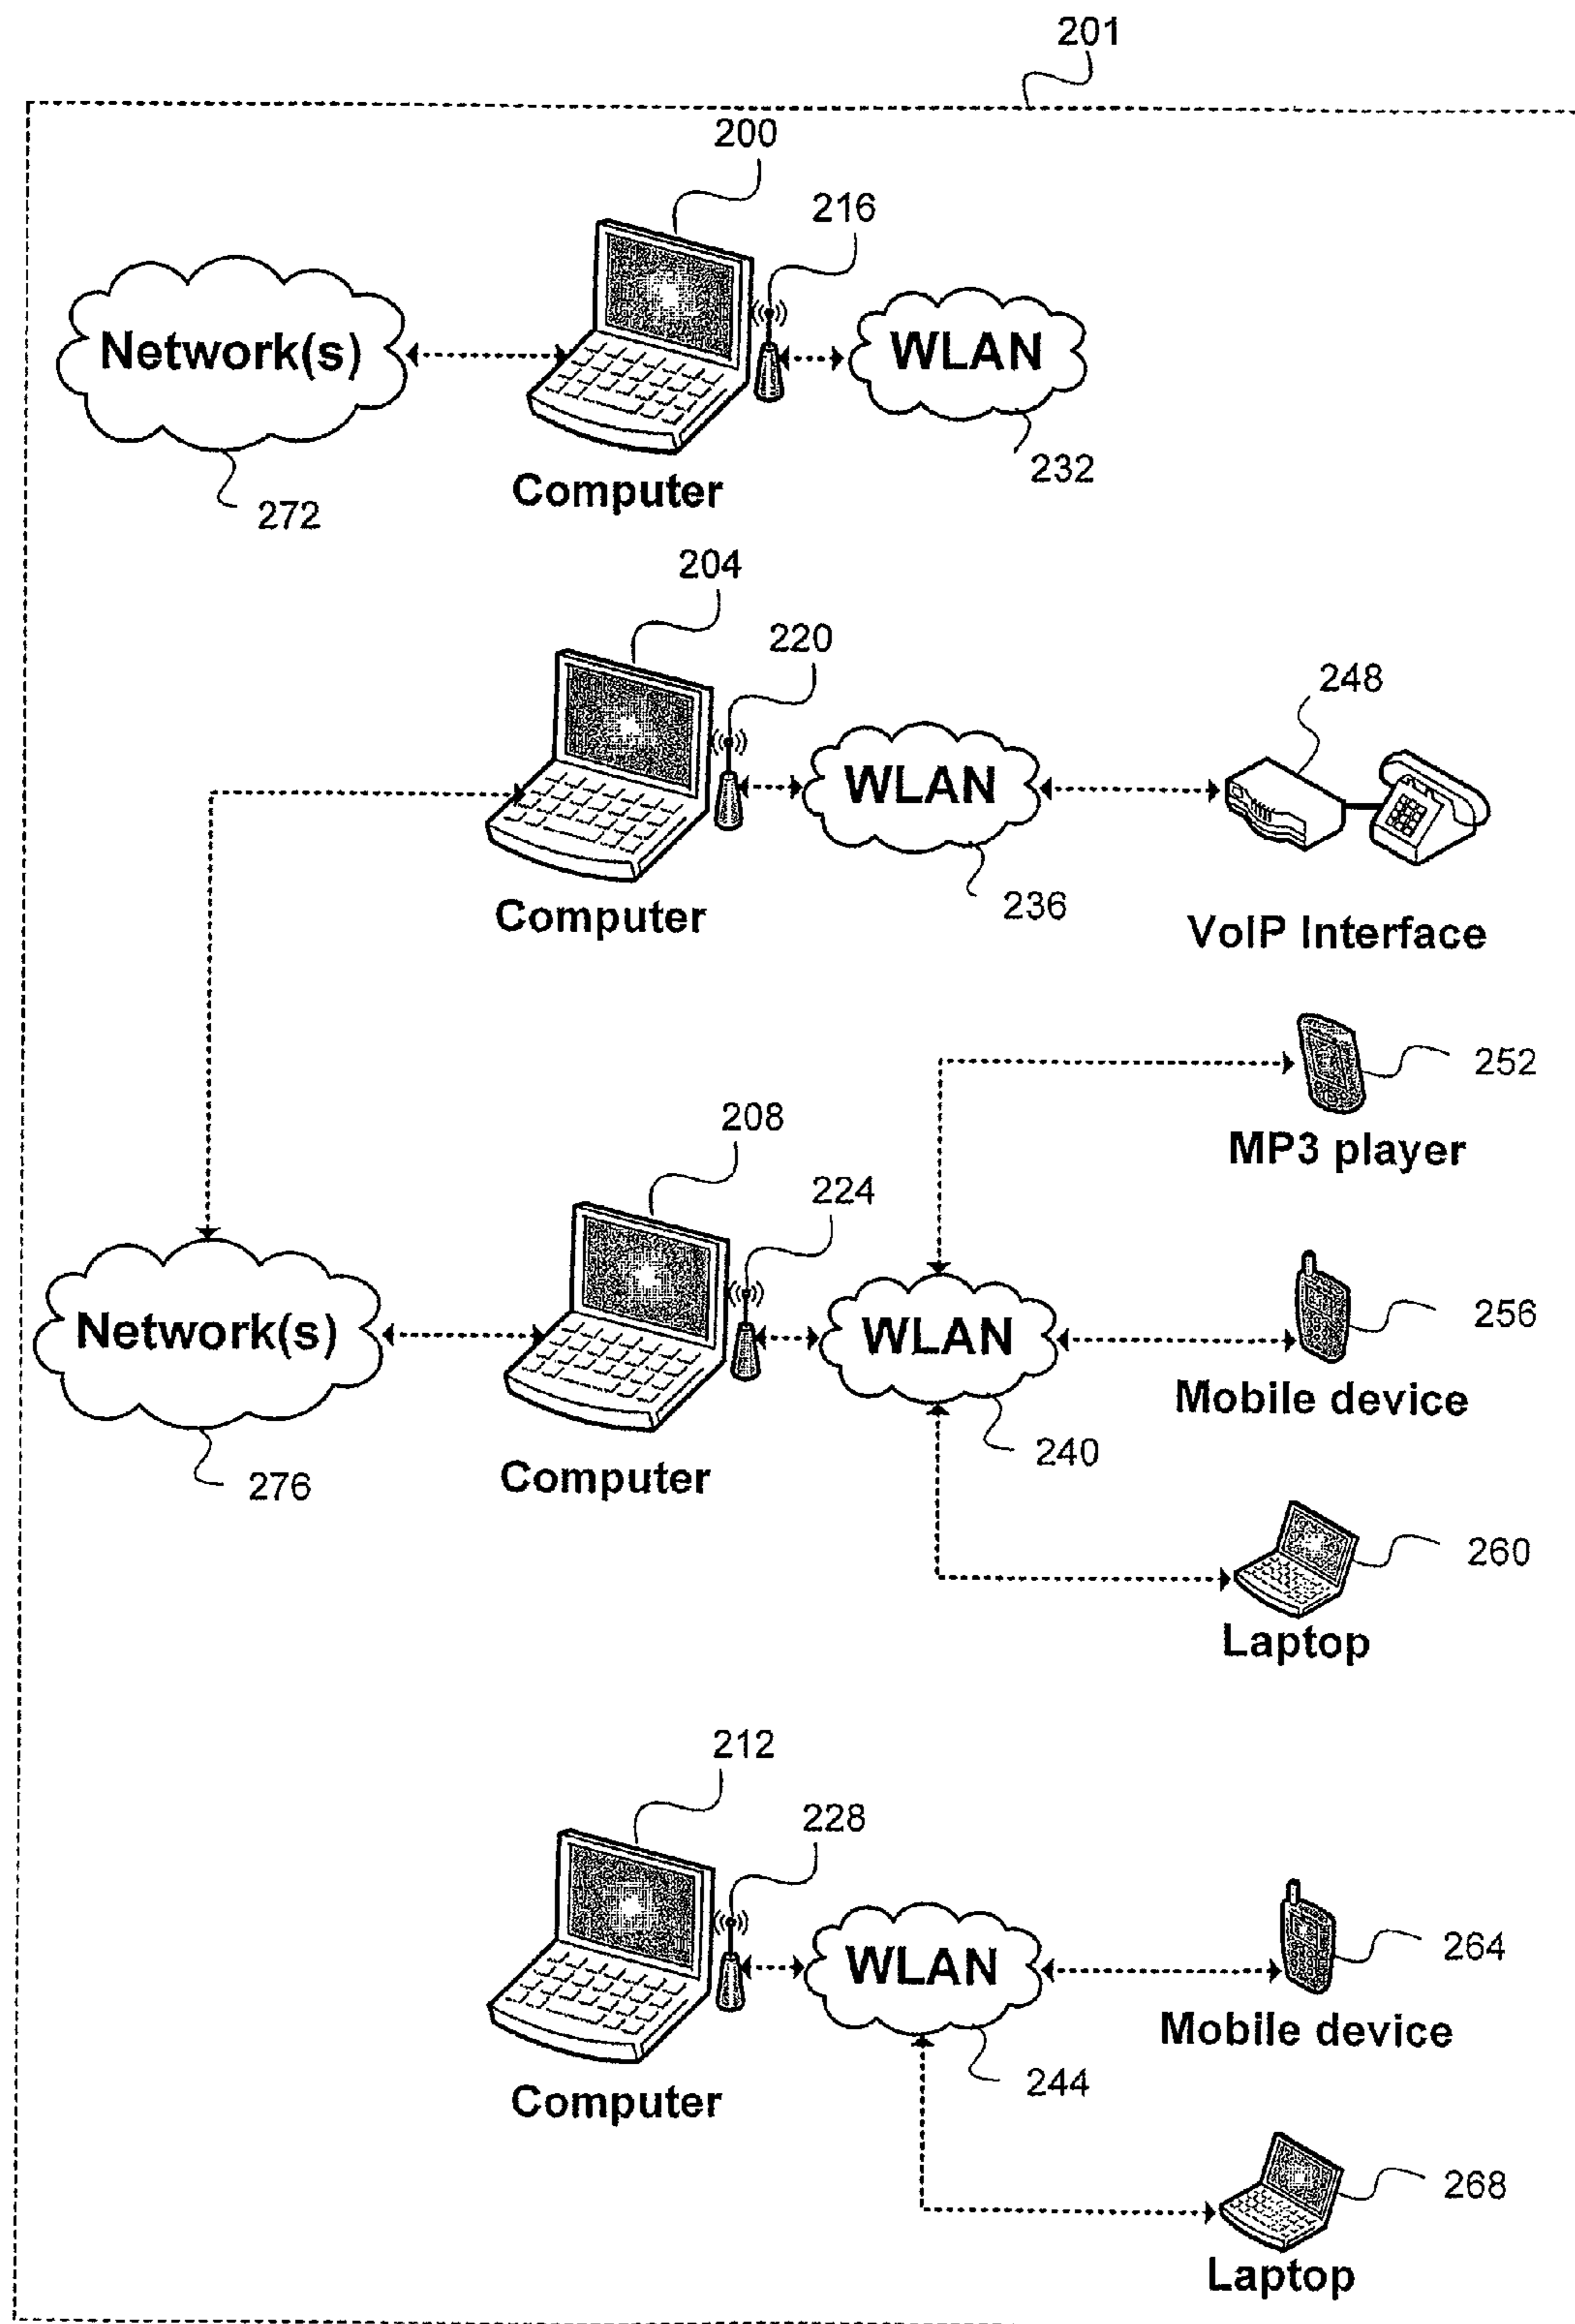 201
200
216
Network(s)
WLAN
232
272
Computer
204
220
248
WLAN
236
Computer
VoIP Interface
252
MP3 player
208
224
256
Network(s)
WLAN
Mobile device
240
276
Computer
260
Laptop
212
228
264
WLAN
Mobile device
244
Computer
268
Laptop